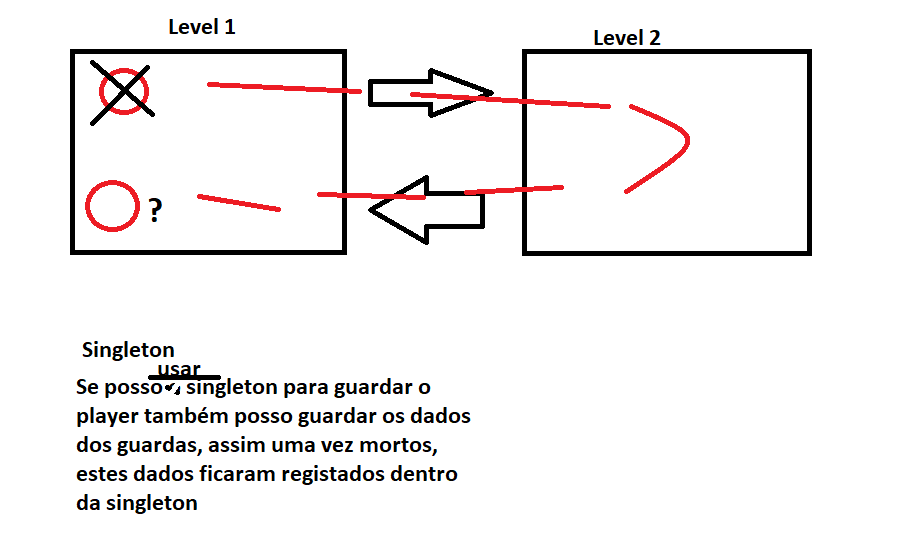 Level 1
Level 2
?
Singleton
usar
Se posso singleton para guardar o
player também posso guardar os dados
dos guardas, assim uma vez mortos,
estes dados ficaram registados dentro
da singleton